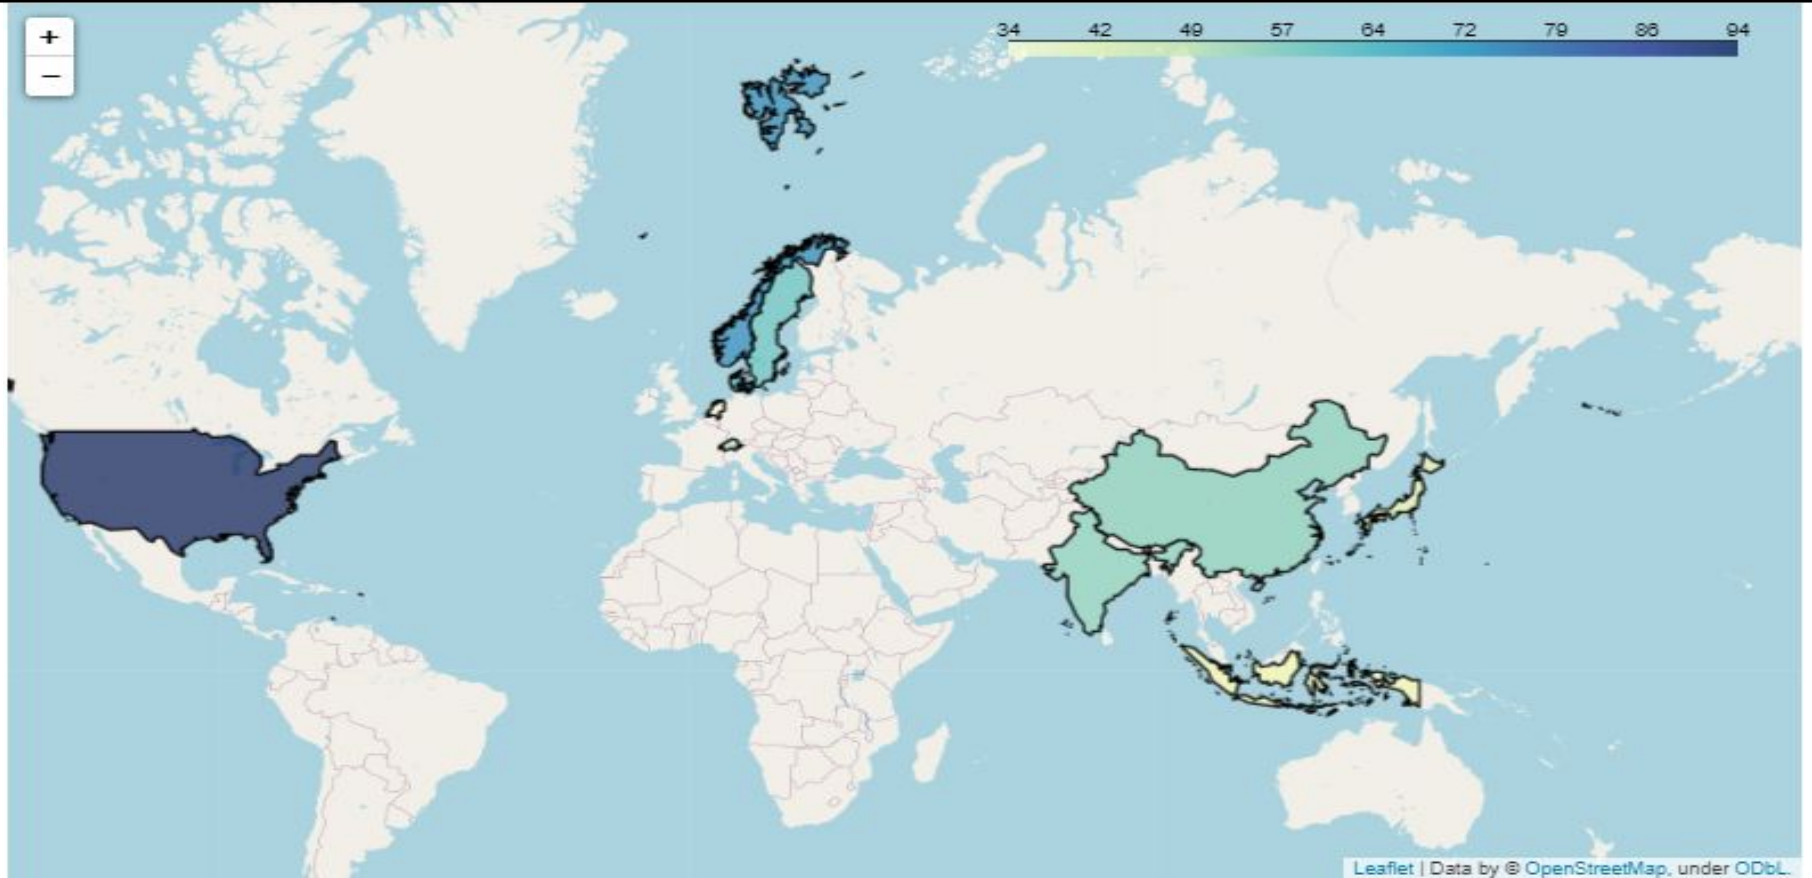 +
−
34 42 49 57 64 72 79 86 94
Leaflet | Data by © OpenStreetMap, under ODbL.